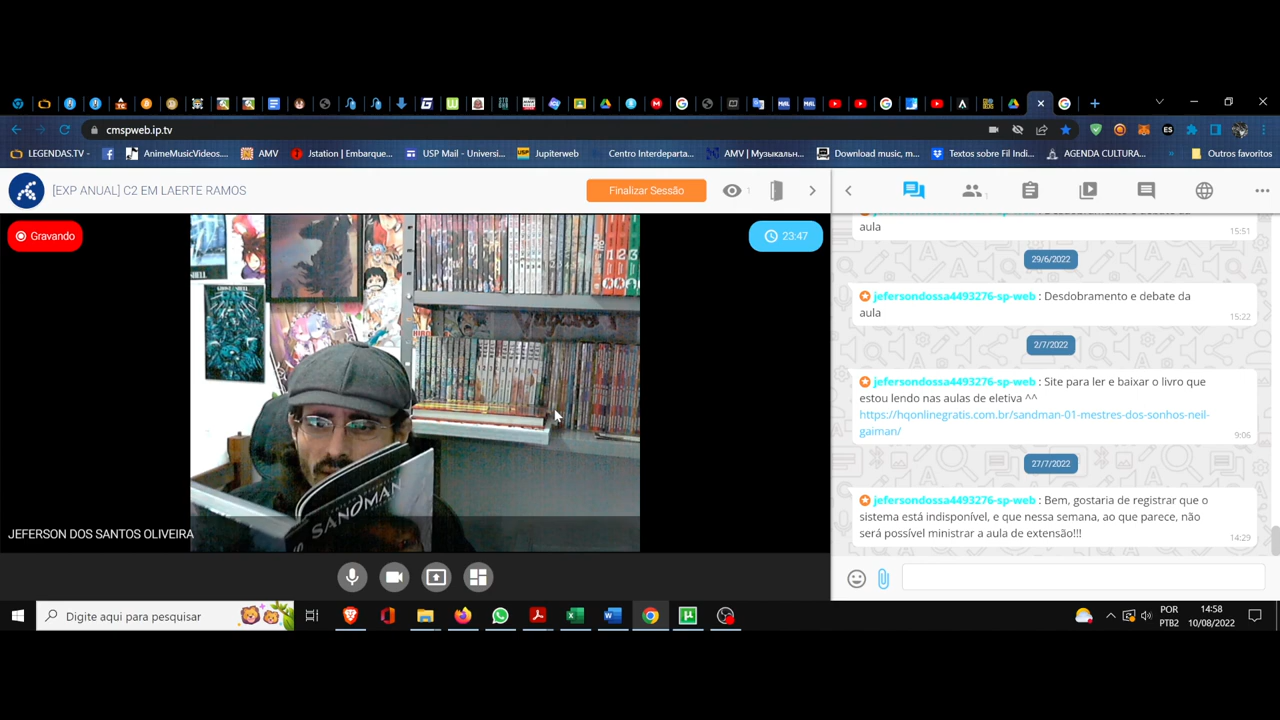 cmspweb.ip.tv
LEGENDAS.TV -
AnimeMusicVideos....
AMV
Jstation | Embarque...
USP Mail - Universi...
Jupiterweb
Centro Interdeparta...
AMV | Музыкальн...
Download music, m...
Textos sobre Fil Indi...
AGENDA CULTURA...
»
Outros favoritos
[EXP ANUAL] C2 EM LAERTE RAMOS
Finalizar Sessão
1
1
Gravando
23:47
SANDMAN
JEFERSON DOS SANTOS OLIVEIRA
aula
15:51
29/6/2022
jefersondossa4493276-sp-web : Desdobramento e debate da
aula
15:22
2/7/2022
jefersondossa4493276-sp-web : Site para ler e baixar o livro que
estou lendo nas aulas de eletiva ^^
https://hqonlinegratis.com.br/sandman-01-mestres-dos-sonhos-neil-
gaiman/
9:06
27/7/2022
jefersondossa4493276-sp-web : Bem, gostaria de registrar que o
sistema está indisponível, e que nessa semana, ao que parece, não
será possível ministrar a aula de extensão!!!
14:29
Digite aqui para pesquisar
POR
PTB2
14:58
10/08/2022